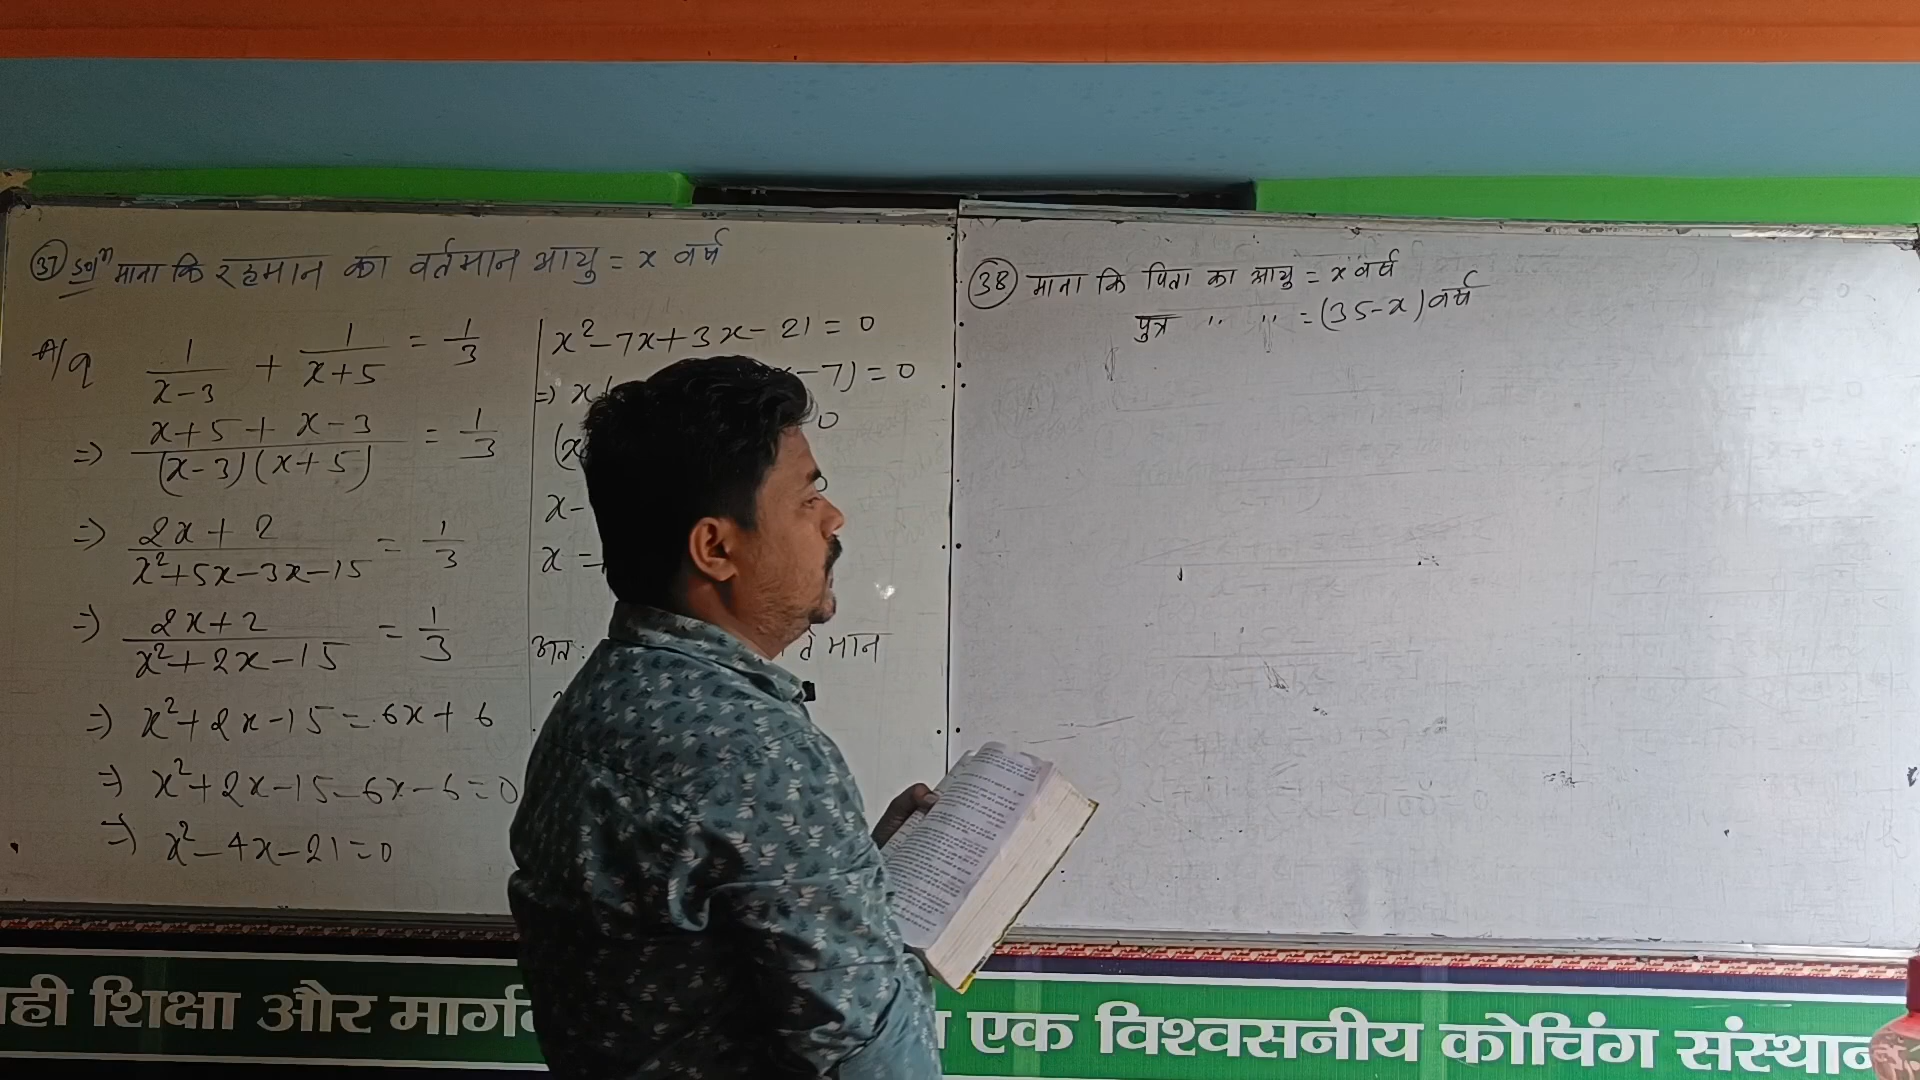 (37) Solⁿ माना कि रहमान का वर्तमान आयु = x वर्ष
A/q 1/(x-3) + 1/(x+5) = 1/3
=> (x+5+x-3)/((x-3)(x+5)) = 1/3
=> (2x+2)/(x²+5x-3x-15) = 1/3
=> (2x+2)/(x²+2x-15) = 1/3
=> x²+2x-15=6x+6
=> x²+2x-15-6x-6=0
=> x²-4x-21=0
x²-7x+3x-21=0
=> x -7)=0
(x 0
x-
x =
अतः मान
(38) माना कि पिता का आयु = x वर्ष
पुत्र " " = (35-x) वर्ष
ही शिक्षा और एक विश्वसनीय कोचिंग संस्थान